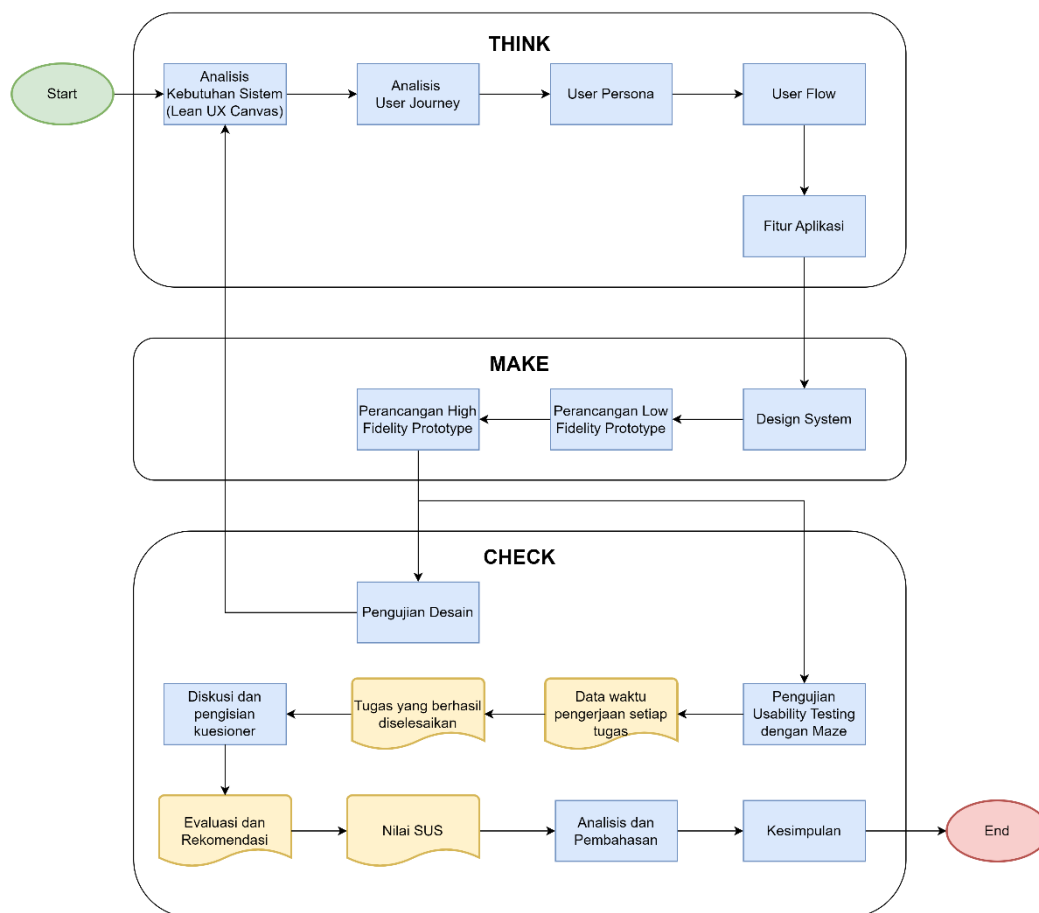 THINK
Start
Analisis
Kebutuhan Sistem
(Lean UX Canvas)
Analisis
User Journey
User Persona
User Flow
Fitur Aplikasi
MAKE
Perancangan High
Fidelity Prototype
Perancangan Low
Fidelity Prototype
Design System
CHECK
Pengujian Desain
Diskusi dan
pengisian
kuesioner
Tugas yang berhasil
diselesaikan
Data waktu
pengerjaan setiap
tugas
Pengujian
Usability Testing
dengan Maze
Evaluasi dan
Rekomendasi
Nilai SUS
Analisis dan
Pembahasan
Kesimpulan
End